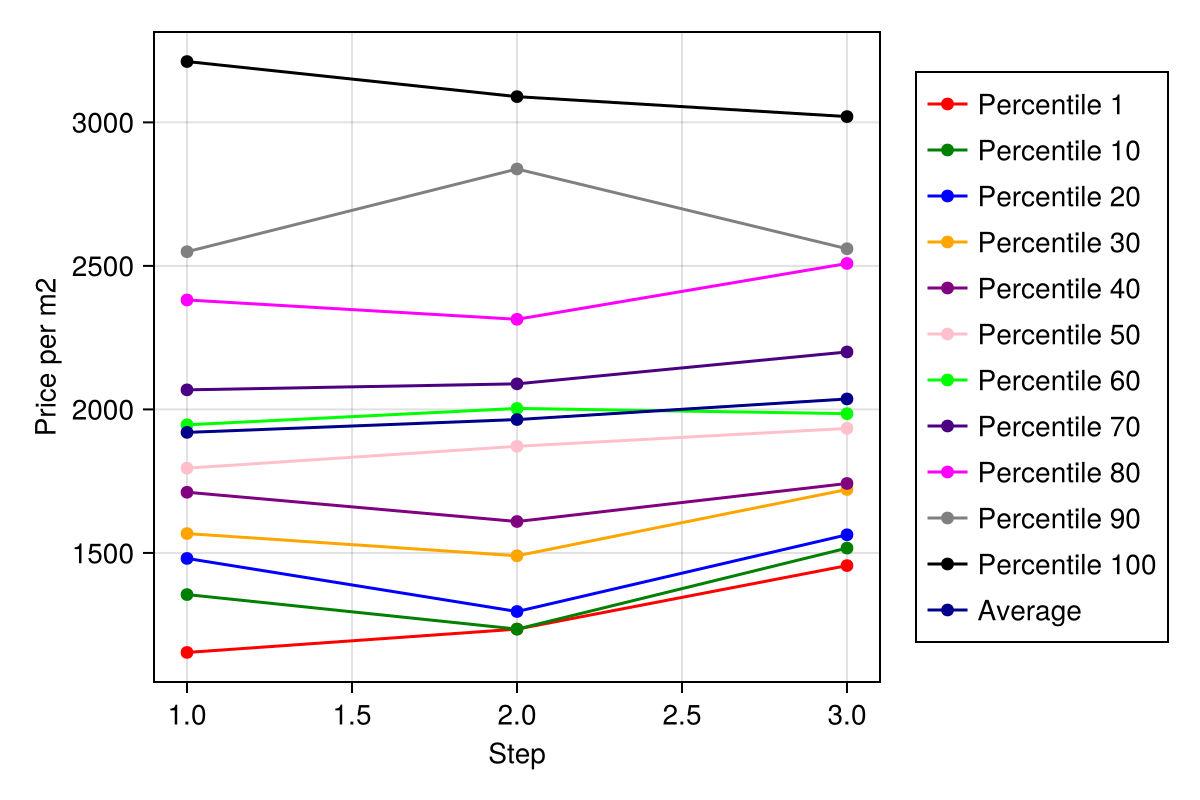 3000
2500
2000
1500
Price per m2
1.0 1.5 2.0 2.5 3.0
Step
Percentile 1
Percentile 10
Percentile 20
Percentile 30
Percentile 40
Percentile 50
Percentile 60
Percentile 70
Percentile 80
Percentile 90
Percentile 100
Average